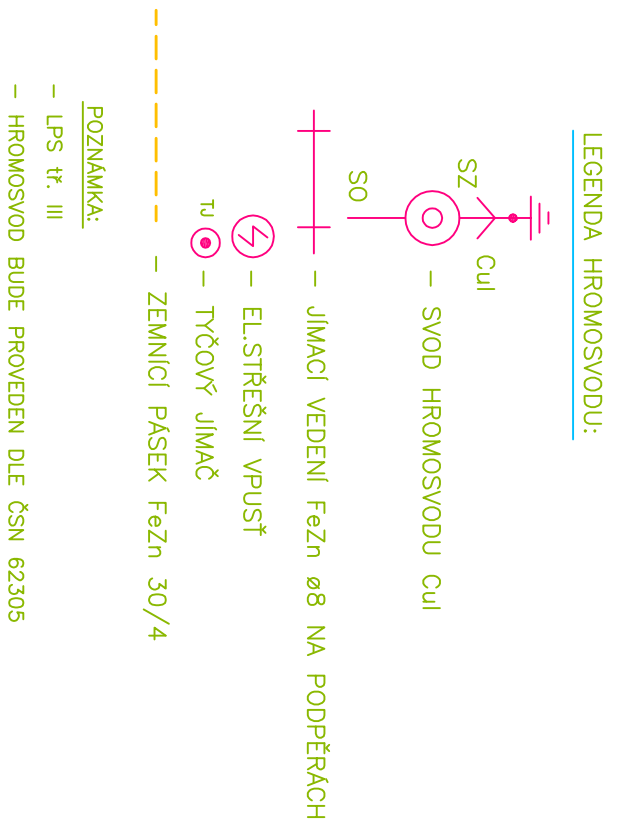 LEGENDA HROMOSVODU:
SZ
CuI
SO
– SVOD HROMOSVODU CuI
– JÍMACÍ VEDENÍ FeZn ø8 NA PODPĚRÁCH
– EL.STŘEŠNÍ VPUSŤ
TJ
– TYČOVÝ JÍMAČ
– ZEMNÍCÍ PÁSEK FeZn 30/4
POZNÁMKA:
– LPS tř. III
– HROMOSVOD BUDE PROVEDEN DLE ČSN 62305